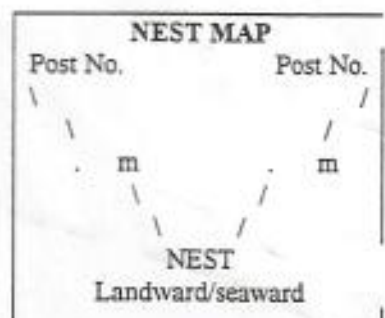 NEST MAP
Post No. Post No.
. m . m
NEST
Landward/seaward